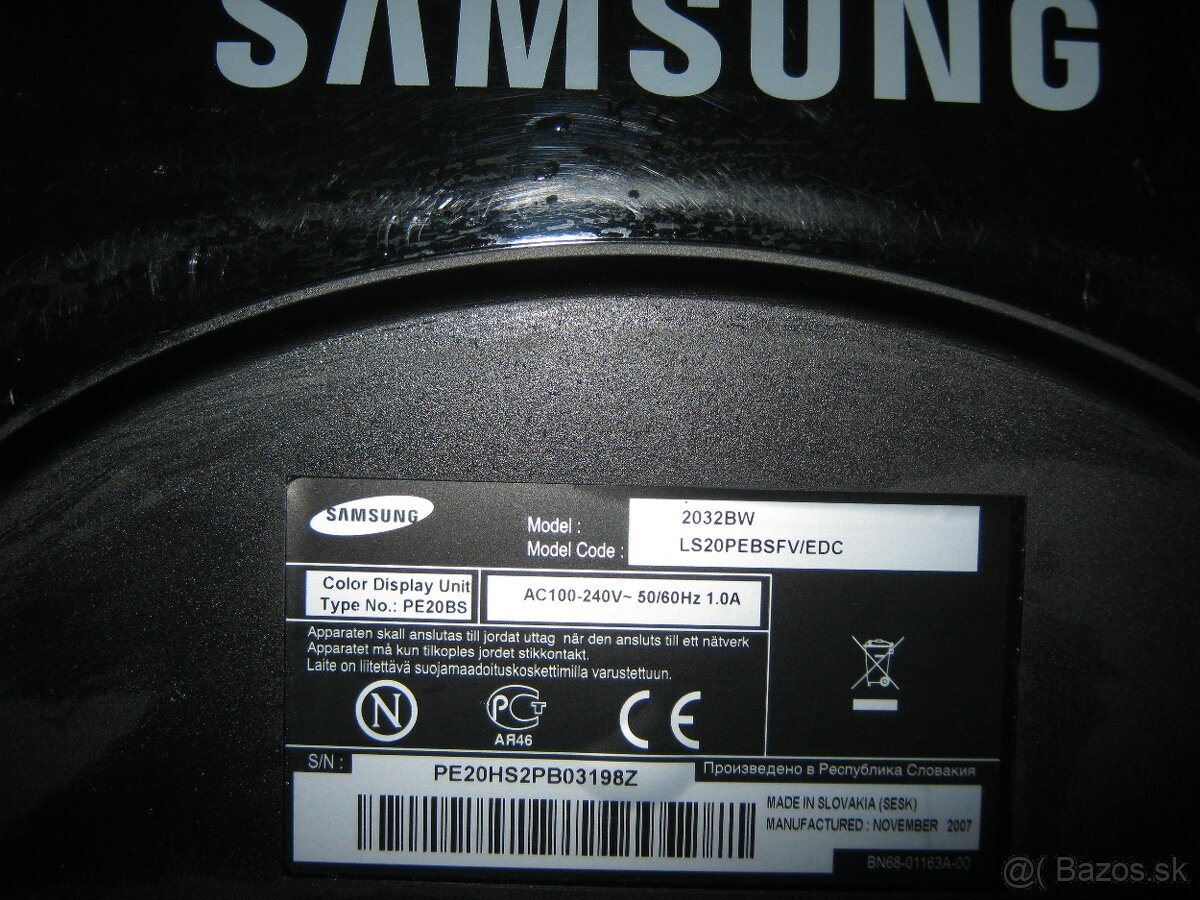 SAMSUNG
SAMSUNG
Model :
2032BW
Model Code :
LS20PEBSFV/EDC
Color Display Unit
Type No.: PE20BS
AC100-240V~ 50/60Hz 1.0A
Apparaten skall anslutas till jordat uttag när den ansluts till ett nätverk
Apparatet må kun tilkoples jordet stikkontakt.
Laite on liitettävä suojamaadoituskoskettimilla varustettuun.
N
РСТ
АЯ46
CE
S/N :
PE20HS2PB03198Z
Произведено в Республика Словакия
MADE IN SLOVAKIA (SESK)
MANUFACTURED : NOVEMBER 2007
BN68-01163A-00
@( Bazos.sk